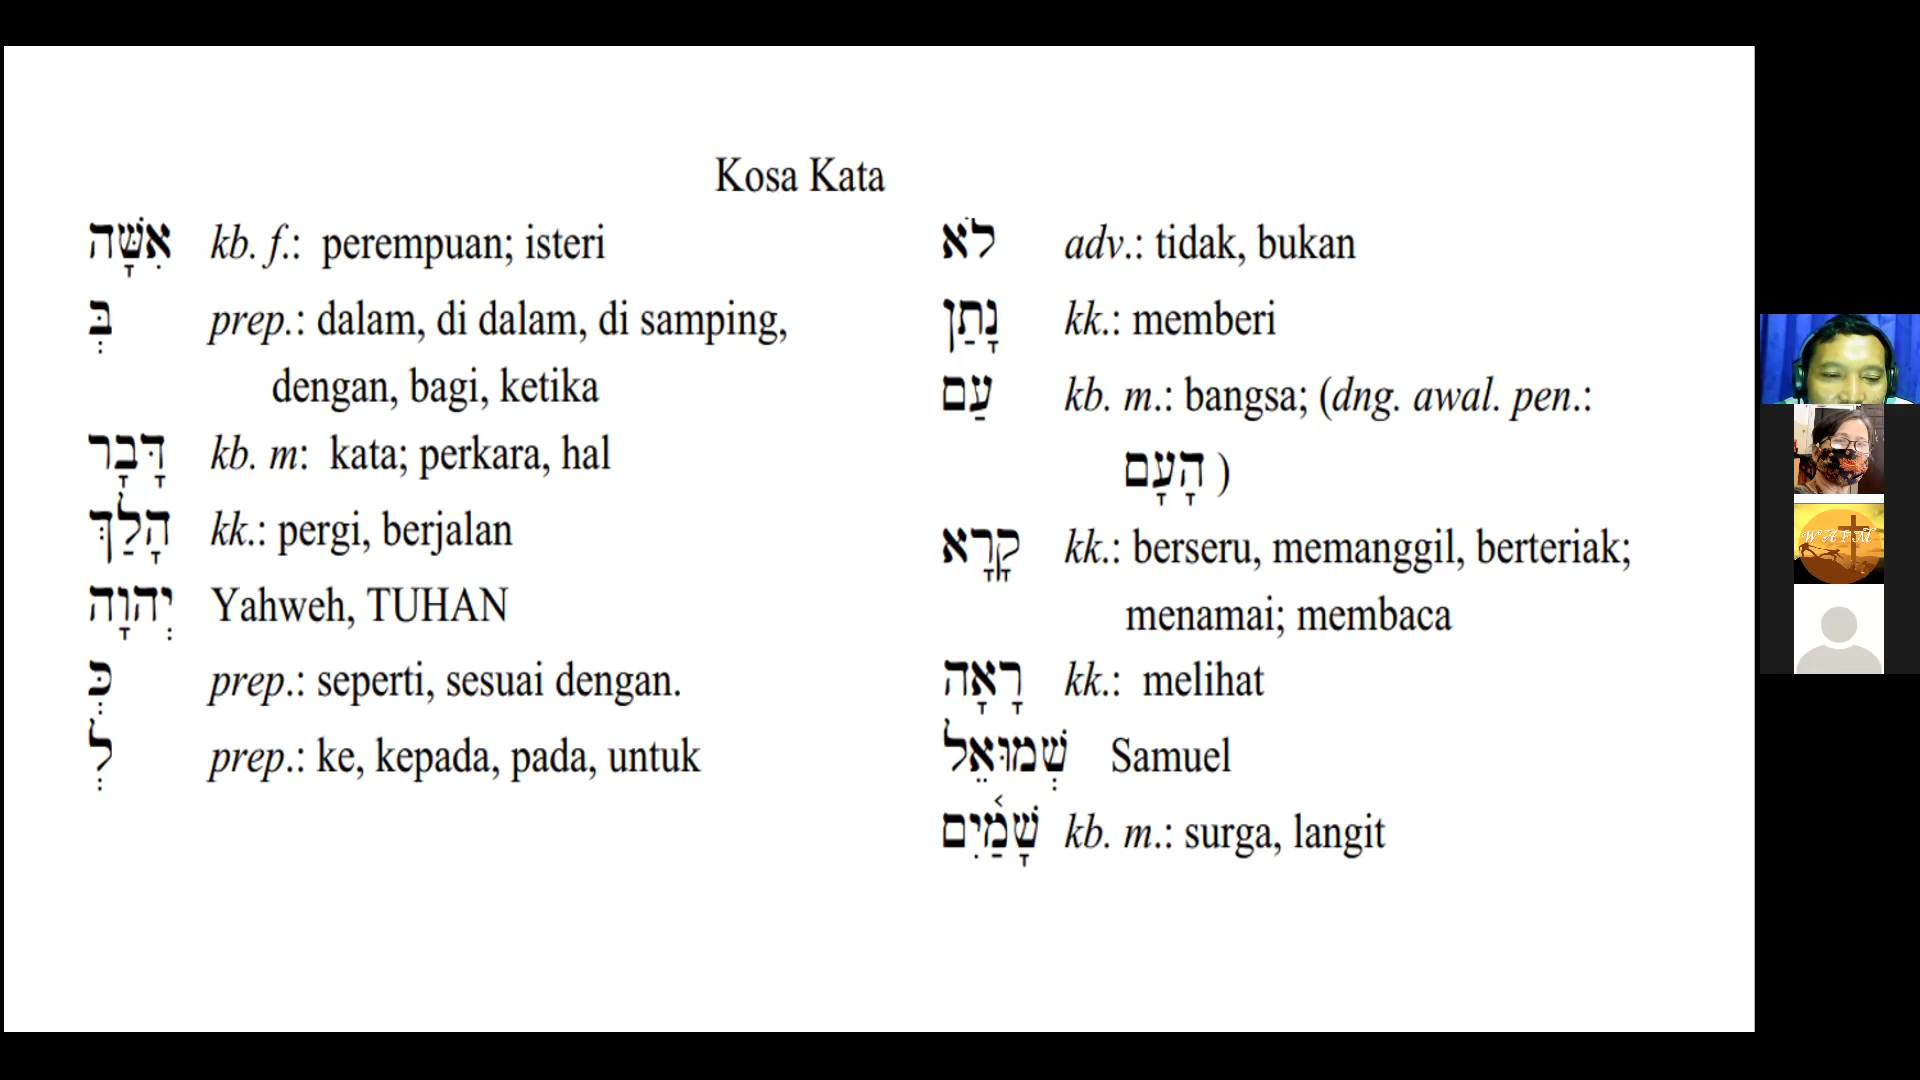 Kosa Kata
אִשָּׁה kb. f.: perempuan; isteri
בְּ prep.: dalam, di dalam, di samping,
dengan, bagi, ketika
דָּבָר kb. m: kata; perkara, hal
הָלַךְ kk.: pergi, berjalan
יְהוָה Yahweh, TUHAN
כְּ prep.: seperti, sesuai dengan.
לְ prep.: ke, kepada, pada, untuk
לֹא adv.: tidak, bukan
נָתַן kk.: memberi
עַם kb. m.: bangsa; (dng. awal. pen.:
הָעָם )
קָרָא kk.: berseru, memanggil, berteriak;
menamai; membaca
רָאָה kk.: melihat
שְׁמוּאֵל Samuel
שָׁמַ֫יִם kb. m.: surga, langit
WAFM